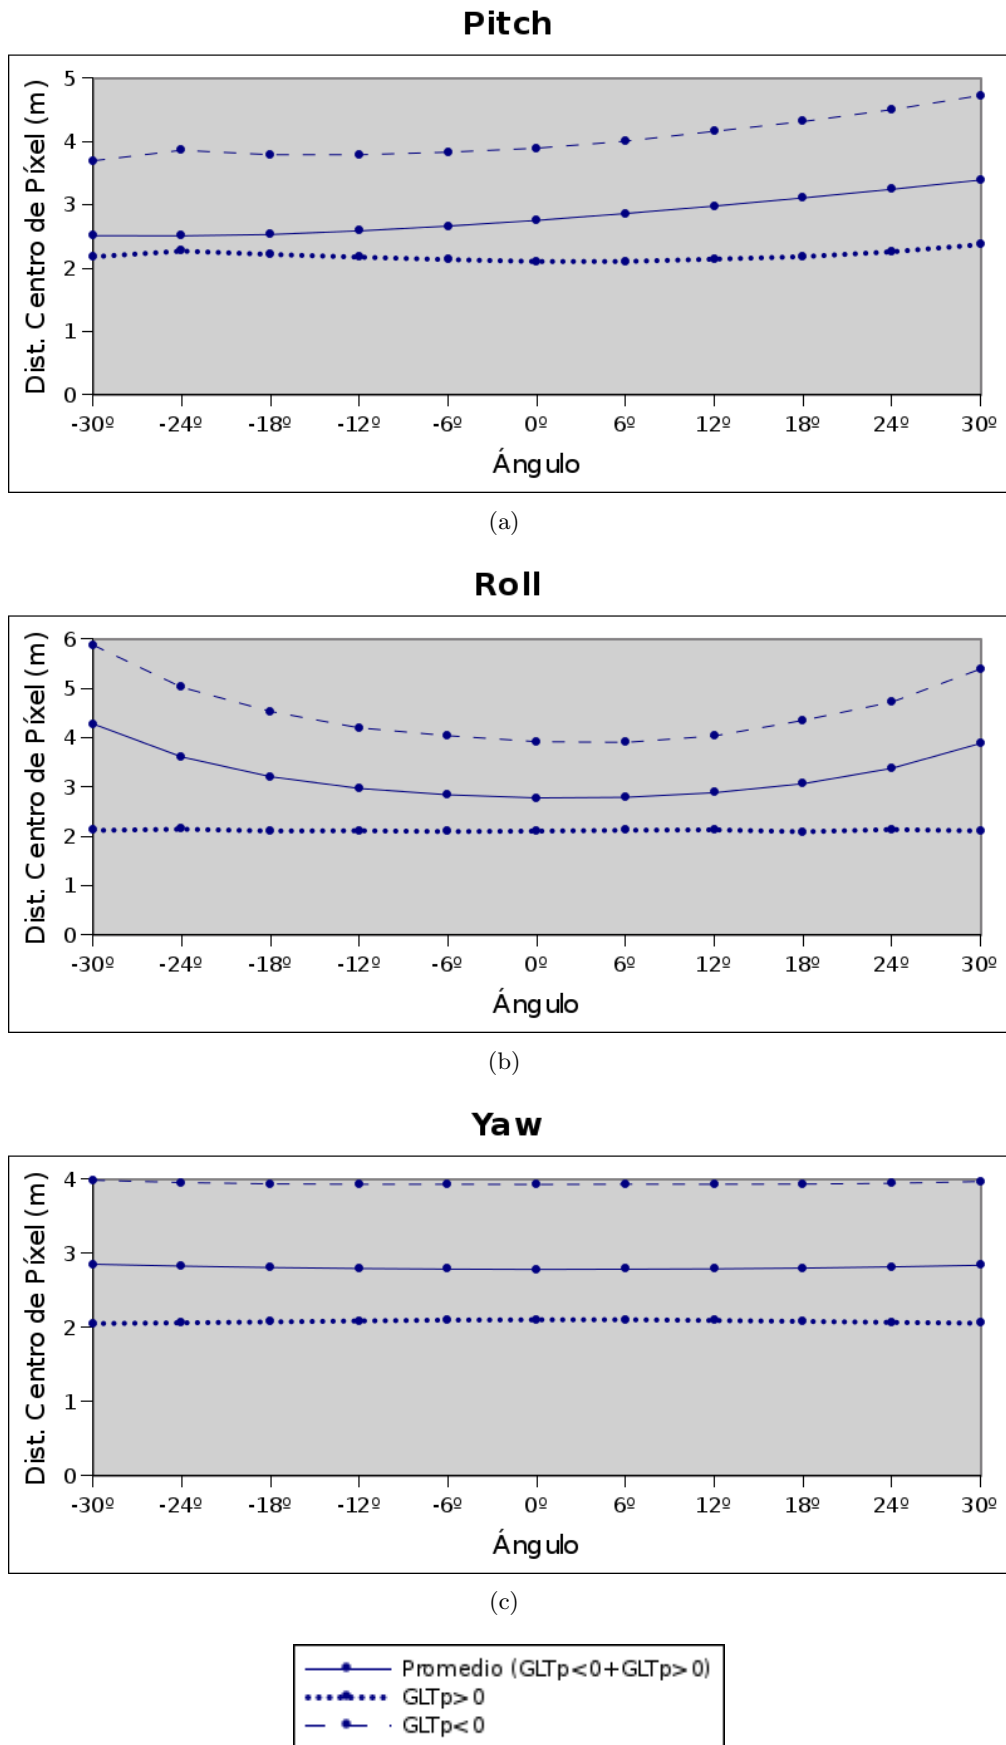 Pitch
Dist. Centro de Píxel (m)
5
4
3
2
1
0
-30º -24º -18º -12º -6º 0º 6º 12º 18º 24º 30º
Ángulo
(a)
Roll
Dist. Centro de Píxel (m)
6
5
4
3
2
1
0
-30º -24º -18º -12º -6º 0º 6º 12º 18º 24º 30º
Ángulo
(b)
Yaw
Dist. Centro de Píxel (m)
4
3
2
1
0
-30º -24º -18º -12º -6º 0º 6º 12º 18º 24º 30º
Ángulo
(c)
Promedio (GLTp<0+GLTp>0)
GLTp>0
GLTp<0